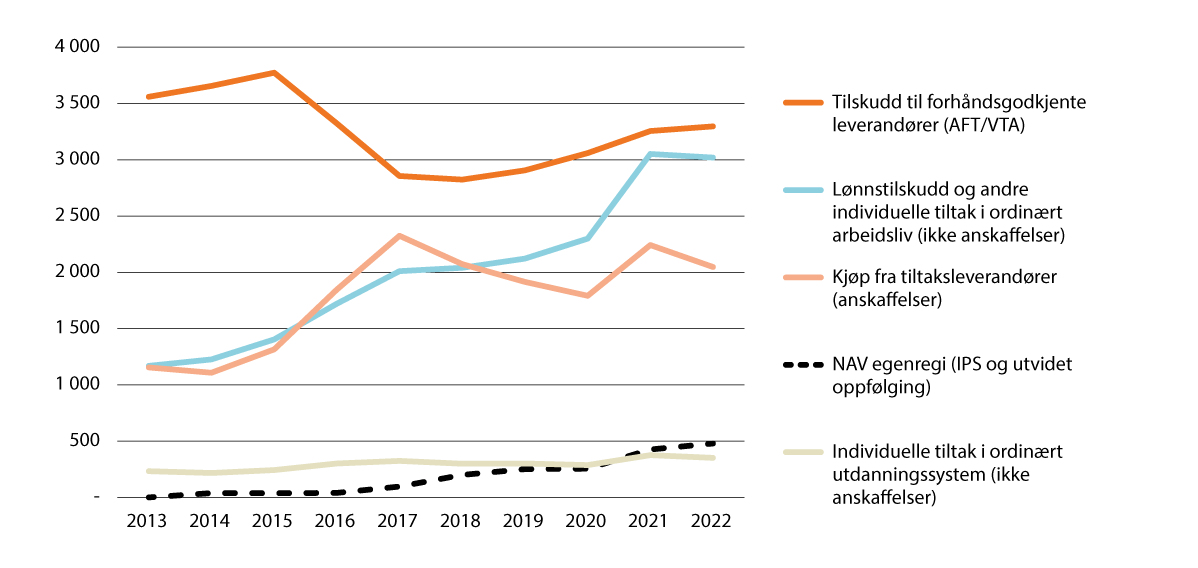 4 000
3 500
3 000
2 500
2 000
1 500
1 000
500
-
2013 2014 2015 2016 2017 2018 2019 2020 2021 2022
Tilskudd til forhåndsgodkjente
leverandører (AFT/VTA)
Lønnstilskudd og andre
individuelle tiltak i ordinært
arbeidsliv (ikke anskaffelser)
Kjøp fra tiltaksleverandører
(anskaffelser)
NAV egenregi (IPS og utvidet
oppfølging)
Individuelle tiltak i ordinært
utdanningssystem (ikke
anskaffelser)